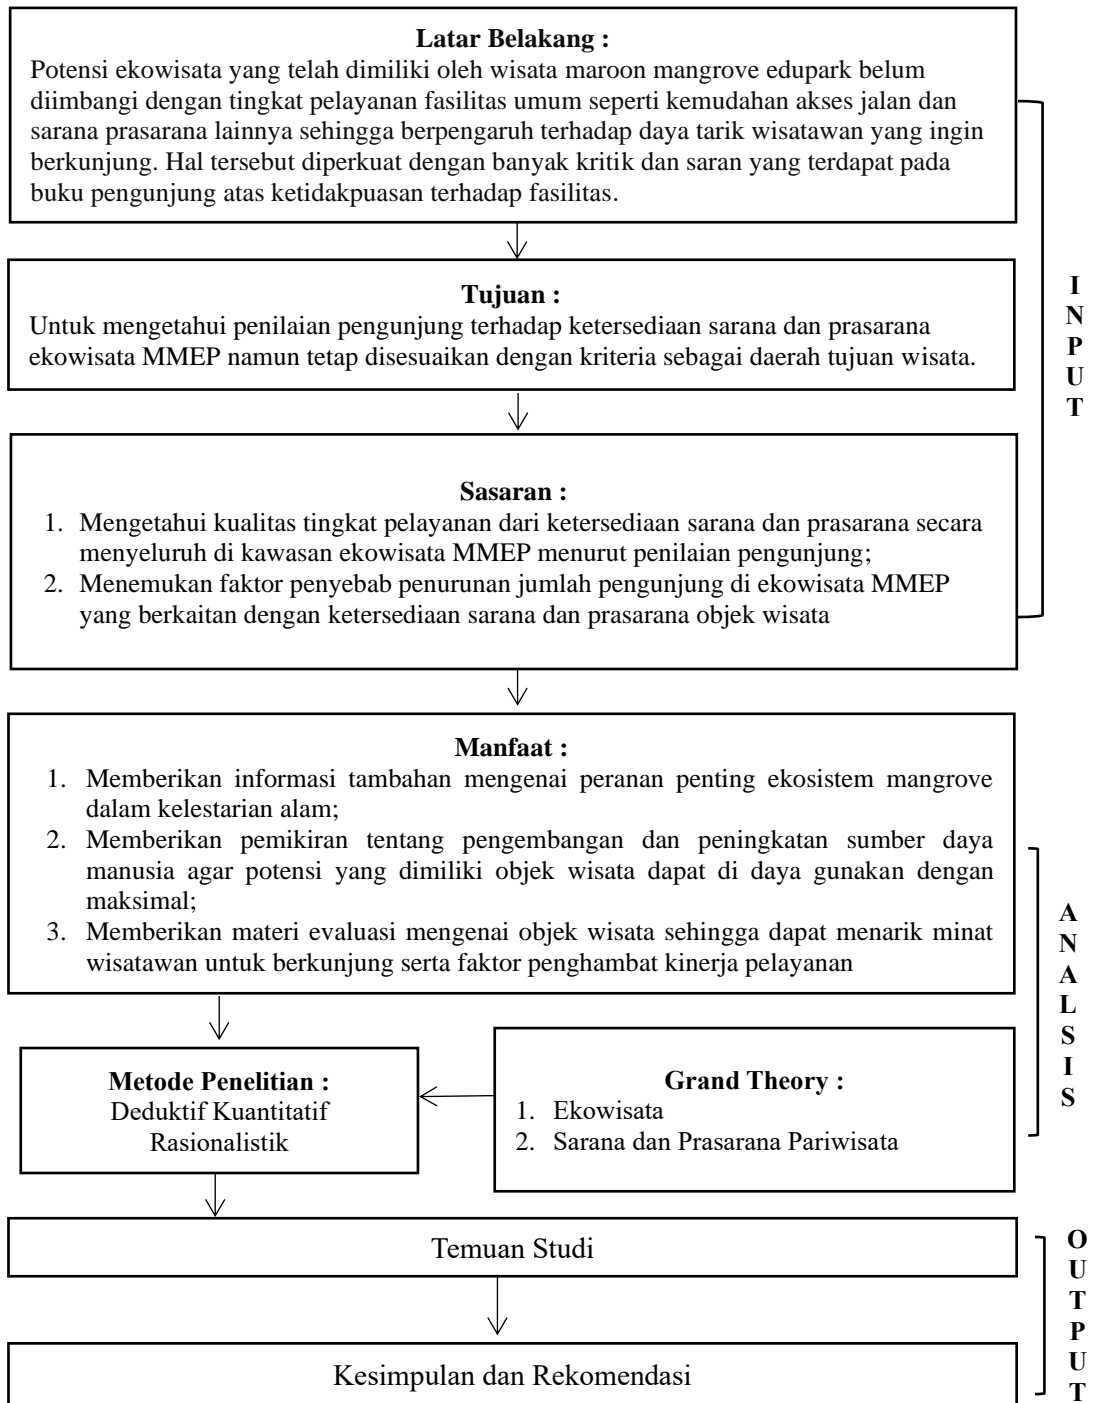 Latar Belakang :
Potensi ekowisata yang telah dimiliki oleh wisata maroon mangrove edupark belum
diimbangi dengan tingkat pelayanan fasilitas umum seperti kemudahan akses jalan dan
sarana prasarana lainnya sehingga berpengaruh terhadap daya tarik wisatawan yang ingin
berkunjung. Hal tersebut diperkuat dengan banyak kritik dan saran yang terdapat pada
buku pengunjung atas ketidakpuasan terhadap fasilitas.
Tujuan :
Untuk mengetahui penilaian pengunjung terhadap ketersediaan sarana dan prasarana
ekowisata MMEP namun tetap disesuaikan dengan kriteria sebagai daerah tujuan wisata.
Sasaran :
1. Mengetahui kualitas tingkat pelayanan dari ketersediaan sarana dan prasarana secara
menyeluruh di kawasan ekowisata MMEP menurut penilaian pengunjung;
2. Menemukan faktor penyebab penurunan jumlah pengunjung di ekowisata MMEP
yang berkaitan dengan ketersediaan sarana dan prasarana objek wisata
I
N
P
U
T
Manfaat :
1. Memberikan informasi tambahan mengenai peranan penting ekosistem mangrove
dalam kelestarian alam;
2. Memberikan pemikiran tentang pengembangan dan peningkatan sumber daya
manusia agar potensi yang dimiliki objek wisata dapat di daya gunakan dengan
maksimal;
3. Memberikan materi evaluasi mengenai objek wisata sehingga dapat menarik minat
wisatawan untuk berkunjung serta faktor penghambat kinerja pelayanan
Metode Penelitian :
Deduktif Kuantitatif
Rasionalistik
Grand Theory :
1. Ekowisata
2. Sarana dan Prasarana Pariwisata
A
N
A
L
S
I
S
Temuan Studi
Kesimpulan dan Rekomendasi
O
U
T
P
U
T